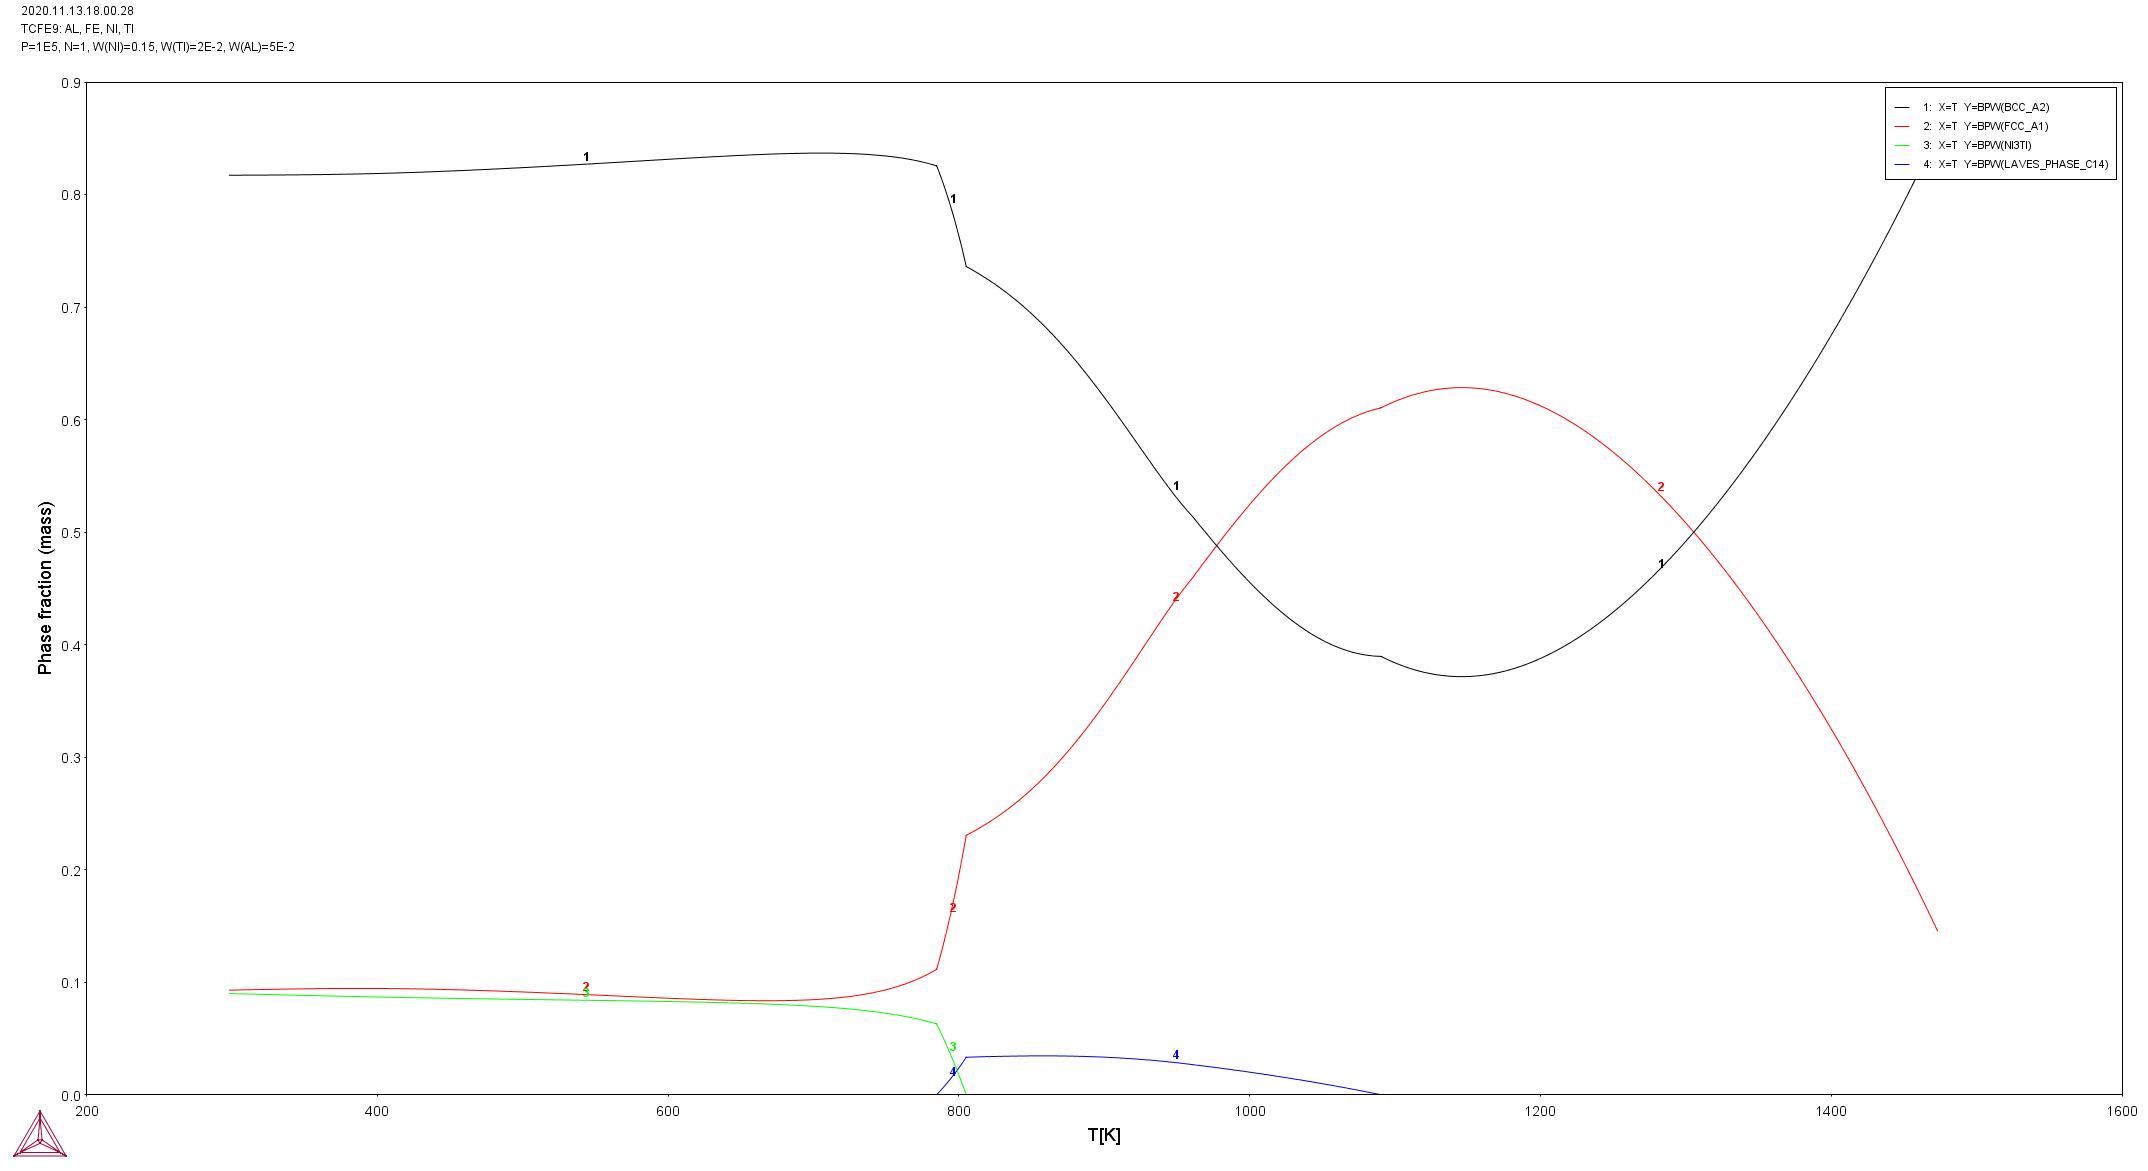 2020.11.13.18.00.28
TCFE9: AL, FE, NI, TI
P=1E5, N=1, W(NI)=0.15, W(TI)=2E-2, W(AL)=5E-2
0.9
0.8
0.7
0.6
0.5
0.4
0.3
0.2
0.1
0.0
Phase fraction (mass)
1: X=T Y=BPW(BCC_A2)
2: X=T Y=BPW(FCC_A1)
3: X=T Y=BPW(NI3TI)
4: X=T Y=BPW(LAVES_PHASE_C14)
1
1
1
1
2
2
2
2
3
3
4
4
200 400 600 800 1000 1200 1400 1600
T[K]